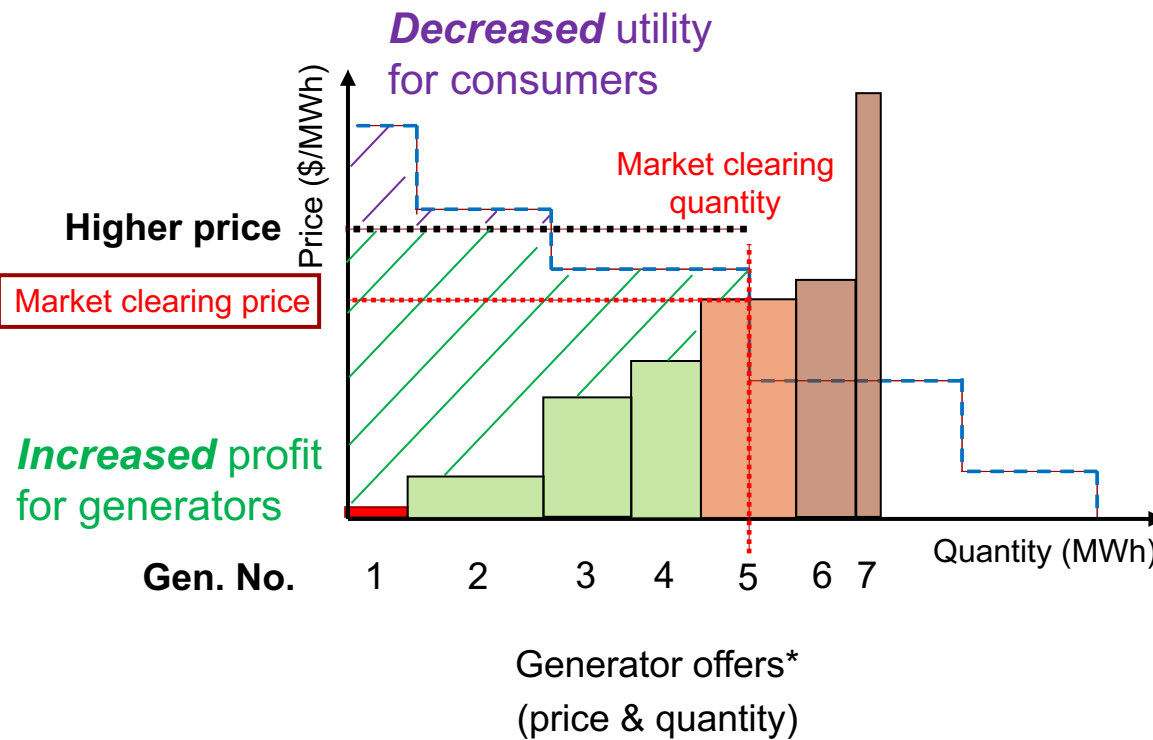 Decreased utility
for consumers
Price ($/MWh)
Market clearing
quantity
Higher price
Market clearing price
Increased profit
for generators
Quantity (MWh)
Gen. No. 1 2 3 4 5 6 7
Generator offers*
(price & quantity)